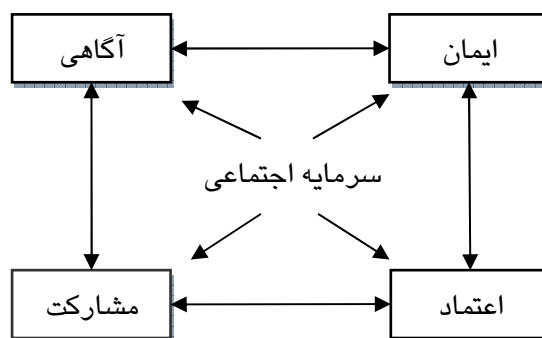 ایمان
آگاهی
سرمایه اجتماعی
اعتماد
مشارکت